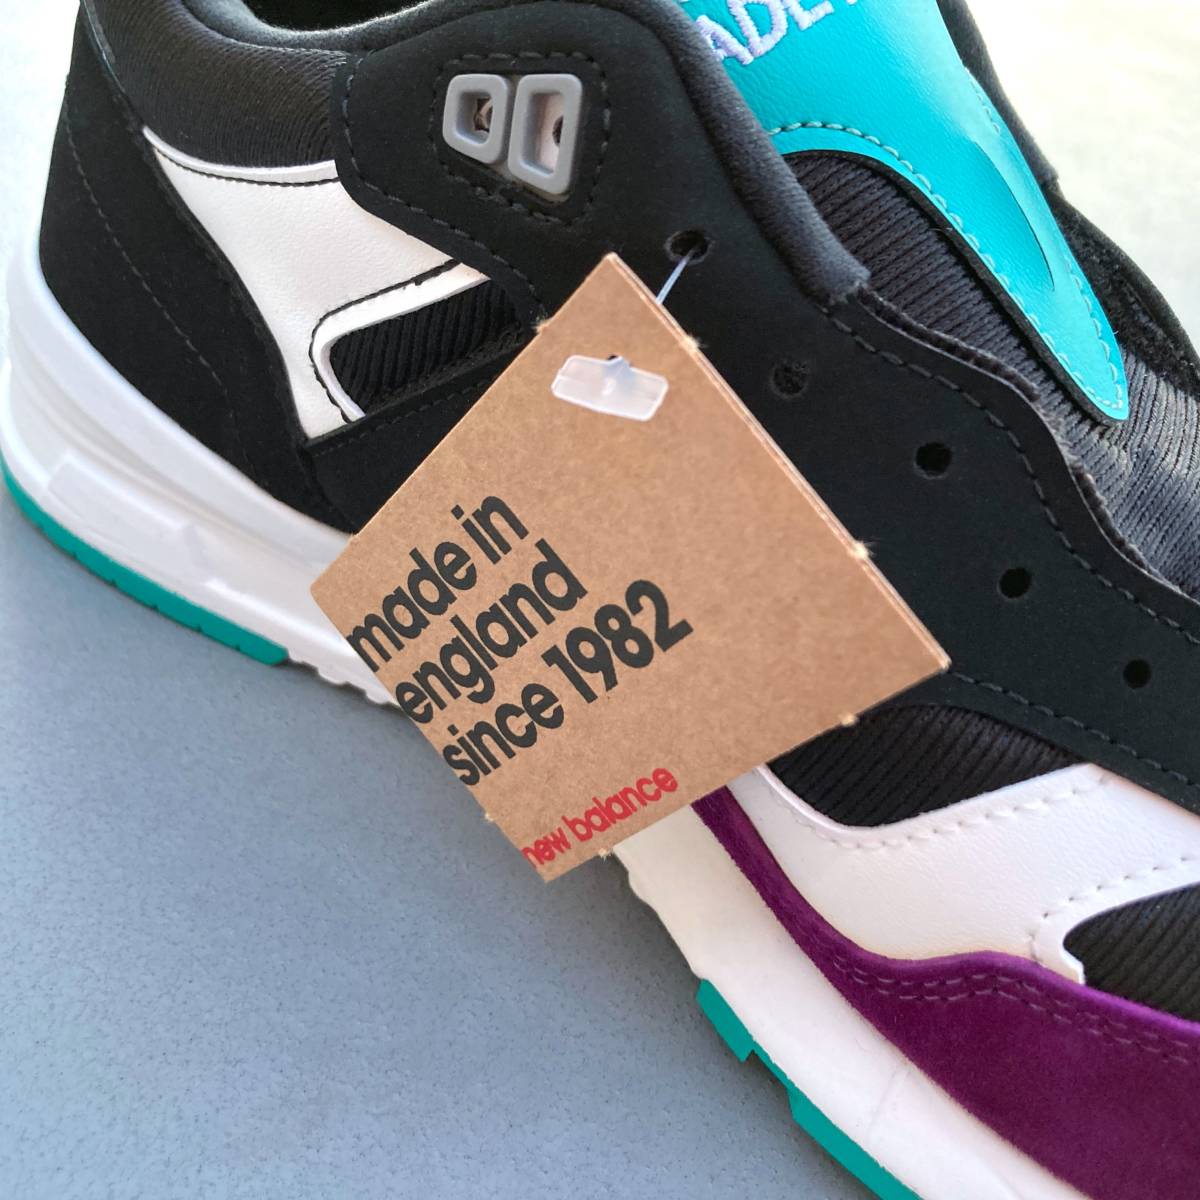 made in
england
since 1982
new balance